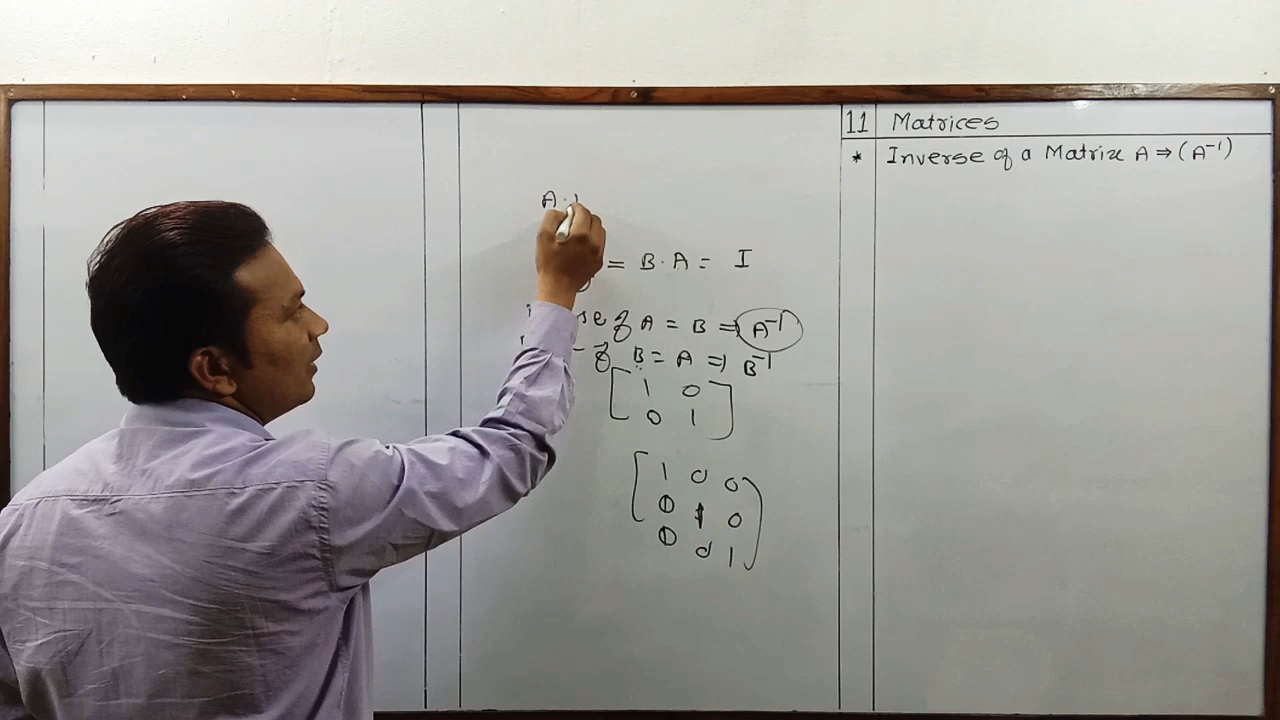 11 Matrices
* Inverse of a Matrix A ⇒ (A⁻¹)
A ·
= B · A = I
se of A = B ⇒ A⁻¹
of B = A ⇒ B⁻¹
1 0
0 1
1 0 0
0 1 0
0 0 1